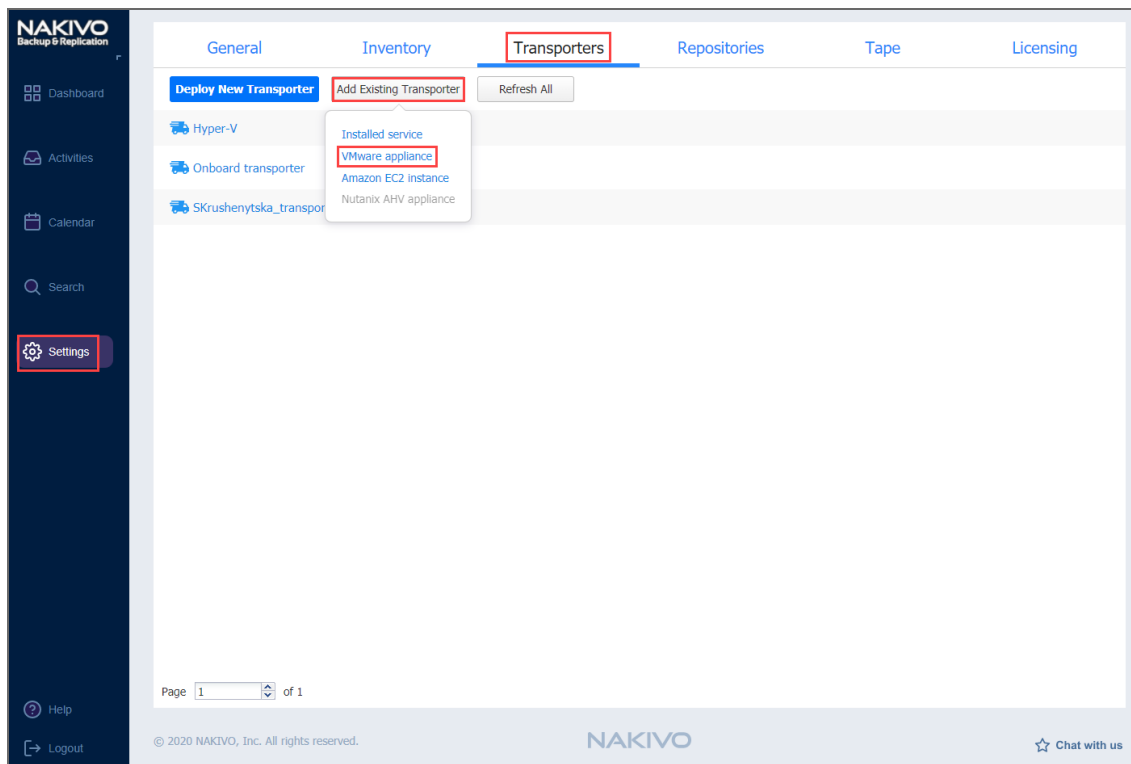 NAKIVO
Backup & Replication
Dashboard
Activities
Calendar
Search
Settings
Help
Logout
General Inventory Transporters Repositories Tape Licensing
Deploy New Transporter Add Existing Transporter Refresh All
Hyper-V
Onboard transporter
SKrushenytska_transpor
Installed service
VMware appliance
Amazon EC2 instance
Nutanix AHV appliance
Page 1 of 1
© 2020 NAKIVO, Inc. All rights reserved.
NAKIVO
Chat with us